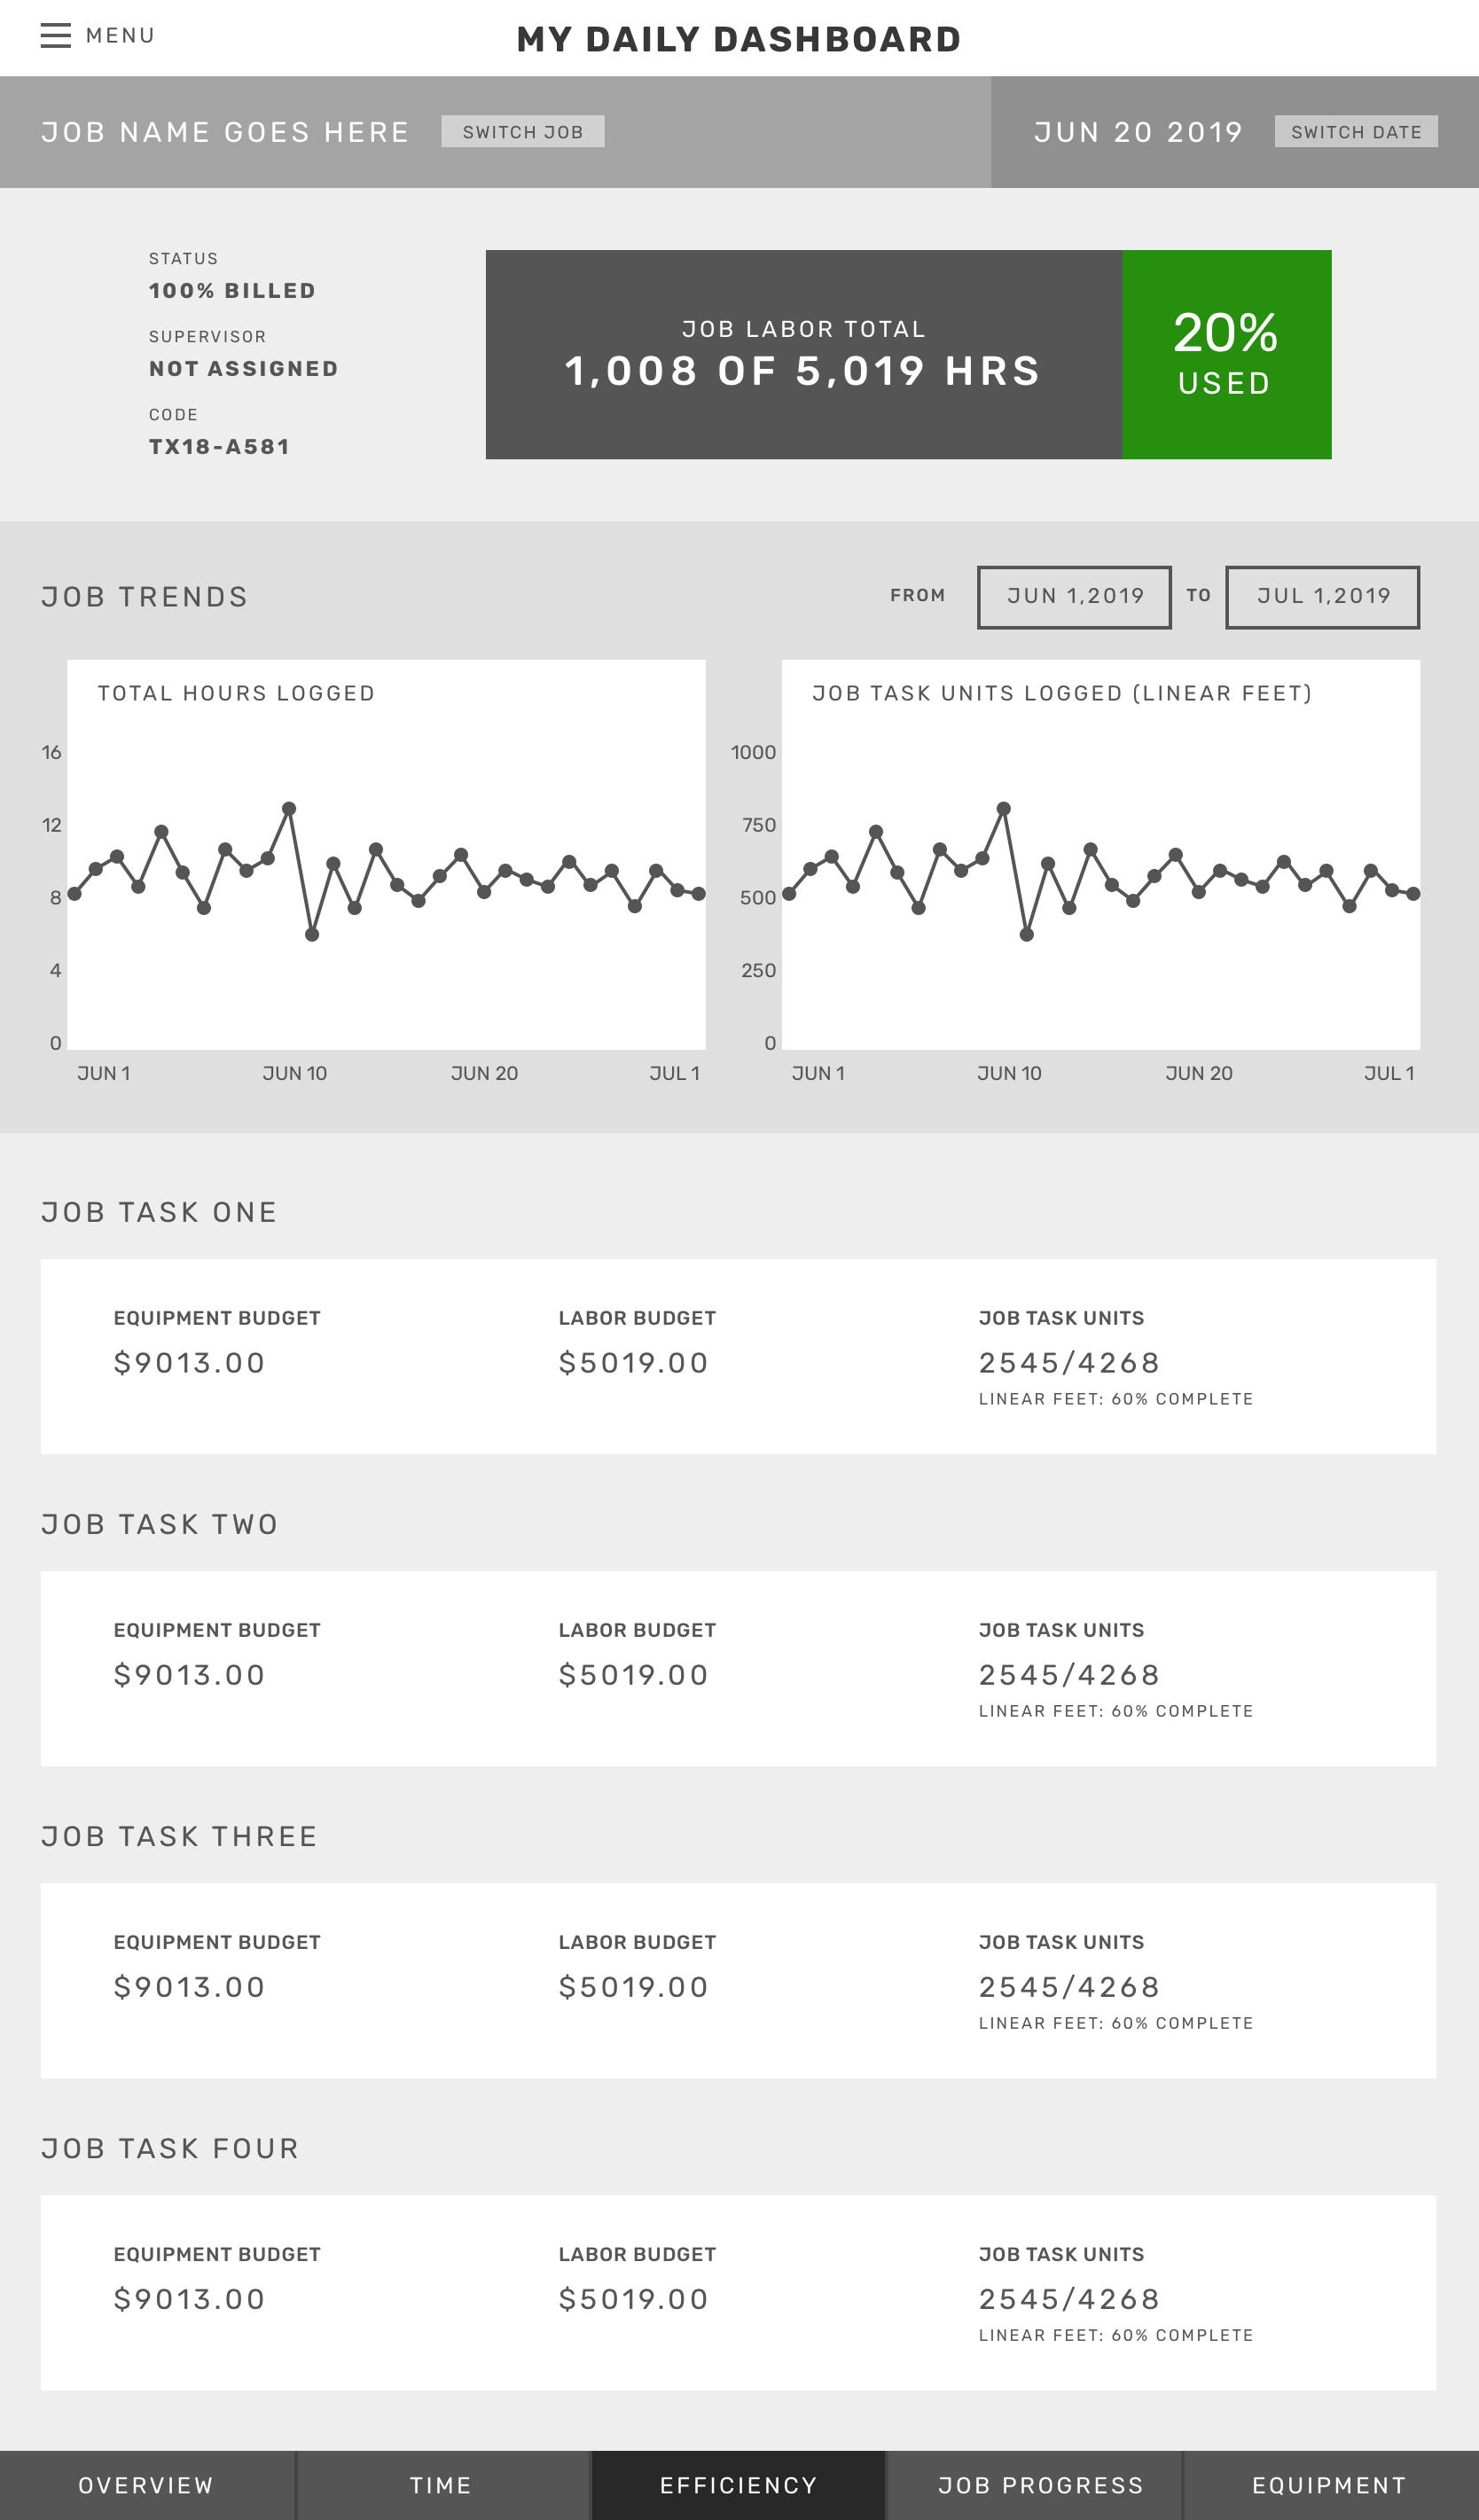 MENU
MY DAILY DASHBOARD
JOB NAME GOES HERE
SWITCH JOB
JUN 20 2019
SWITCH DATE
STATUS
100% BILLED
SUPERVISOR
NOT ASSIGNED
CODE
TX18-A581
JOB LABOR TOTAL
1,008 OF 5,019 HRS
20%
USED
JOB TRENDS
FROM
JUN 1,2019
TO
JUL 1,2019
TOTAL HOURS LOGGED
16
12
8
4
0
JUN 1
JUN 10
JUN 20
JUL 1
JOB TASK UNITS LOGGED (LINEAR FEET)
1000
750
500
250
0
JUN 1
JUN 10
JUN 20
JUL 1
JOB TASK ONE
EQUIPMENT BUDGET
$9013.00
LABOR BUDGET
$5019.00
JOB TASK UNITS
2545/4268
LINEAR FEET: 60% COMPLETE
JOB TASK TWO
EQUIPMENT BUDGET
$9013.00
LABOR BUDGET
$5019.00
JOB TASK UNITS
2545/4268
LINEAR FEET: 60% COMPLETE
JOB TASK THREE
EQUIPMENT BUDGET
$9013.00
LABOR BUDGET
$5019.00
JOB TASK UNITS
2545/4268
LINEAR FEET: 60% COMPLETE
JOB TASK FOUR
EQUIPMENT BUDGET
$9013.00
LABOR BUDGET
$5019.00
JOB TASK UNITS
2545/4268
LINEAR FEET: 60% COMPLETE
OVERVIEW
TIME
EFFICIENCY
JOB PROGRESS
EQUIPMENT